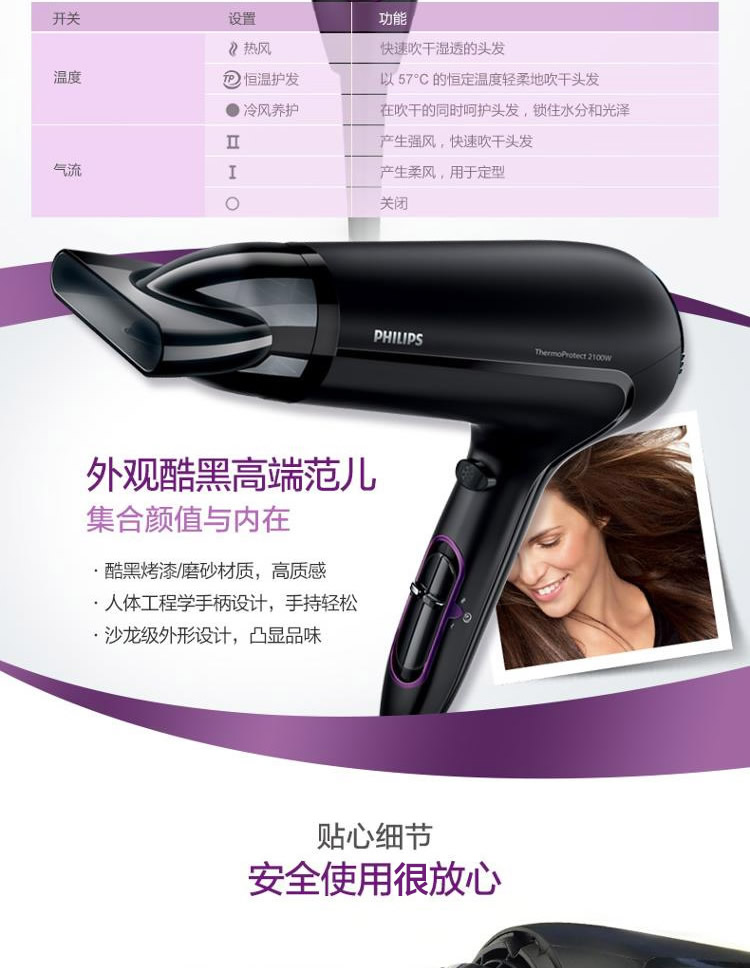 开关 设置 功能
热风 快速吹干湿透的头发
温度 恒温护发 以 57°C 的恒定温度轻柔地吹干头发
冷风养护 在吹干的同时呵护头发，锁住水分和光泽
II 产生强风，快速吹干头发
气流 I 产生柔风，用于定型
关闭
PHILIPS
ThermoProtect 2100W
外观酷黑高端范儿
集合颜值与内在
· 酷黑烤漆/磨砂材质，高质感
· 人体工程学手柄设计，手持轻松
· 沙龙级外形设计，凸显品味
贴心细节
安全使用很放心